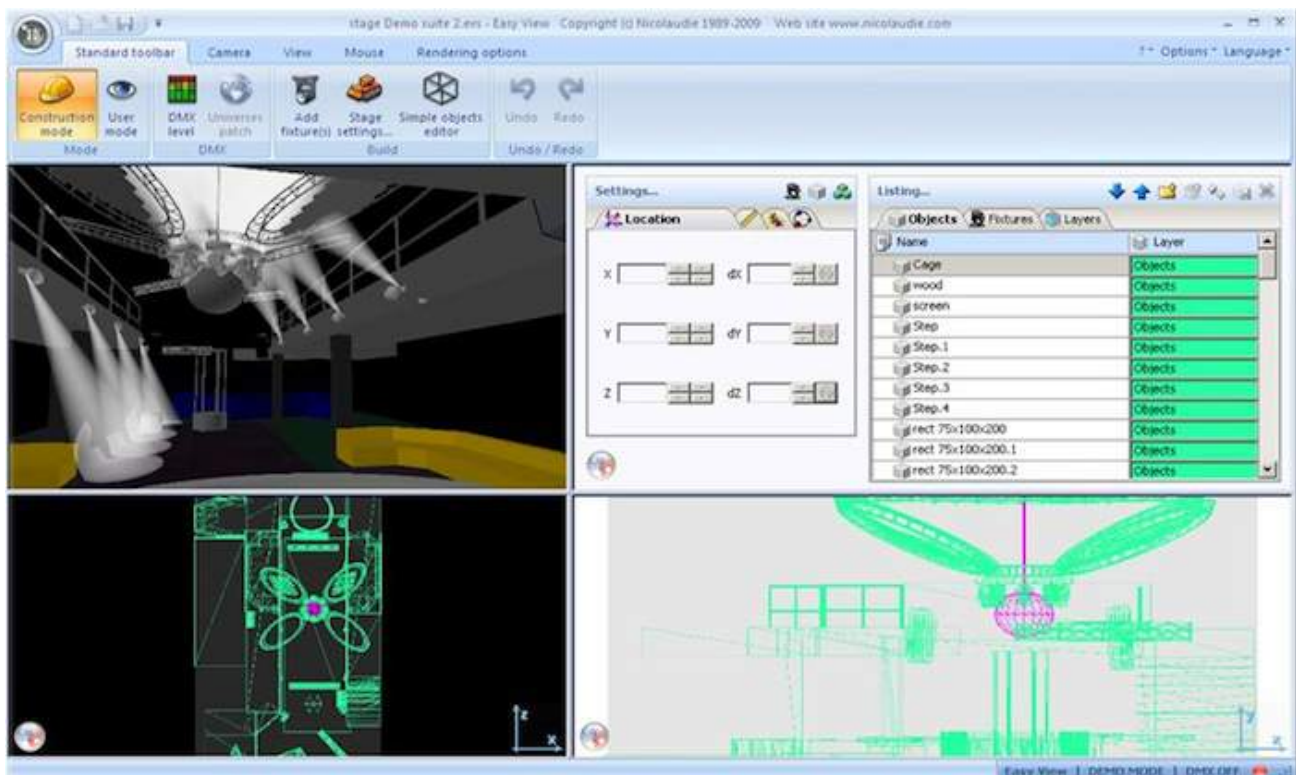 stage Demo suite 2.evs - Easy View Copyright (c) Nicolaudie 1989-2009 Web site www.nicolaudie.com
Standard toolbar Camera View Mouse Rendering options ? Options Language
Construction mode User mode DMX level Universes patch Add fixture(s) Stage settings... Simple objects editor Undo Redo
Mode DMX Build Undo / Redo
Settings... Listing...
Location Objects Fixtures Layers
Name Layer
Cage Objects
wood Objects
screen Objects
Step Objects
Step.1 Objects
Step.2 Objects
Step.3 Objects
Step.4 Objects
rect 75x100x200 Objects
rect 75x100x200.1 Objects
rect 75x100x200.2 Objects
X dX
Y dY
Z dZ
z
x
y
x
Easy View | DEMO MODE | DMX OFF